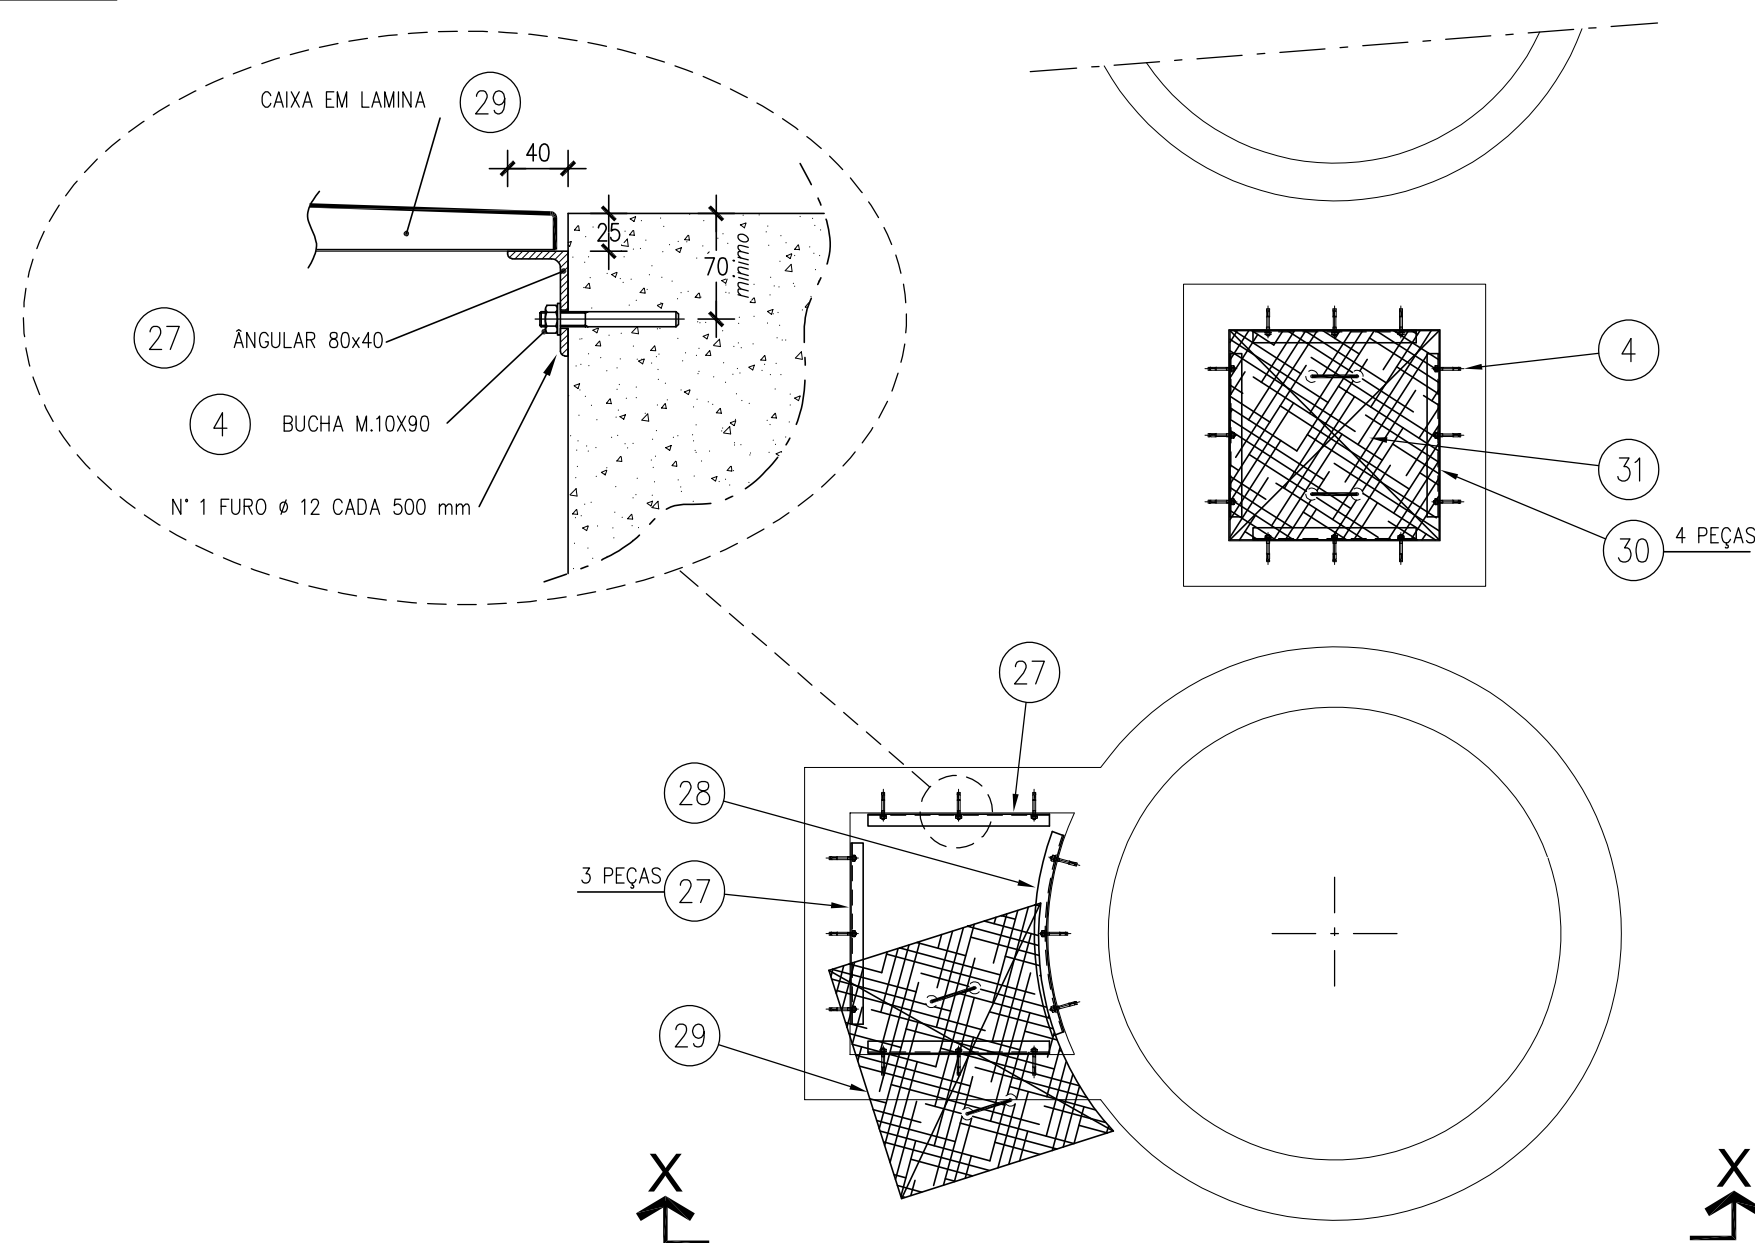 CAIXA EM LAMINA 29
40
25
70
minimo
27 ÂNGULAR 80x40
4 BUCHA M.10X90
N° 1 FURO ø 12 CADA 500 mm
4
31
30 4 PEÇAS
27
28
3 PEÇAS 27
29
X X